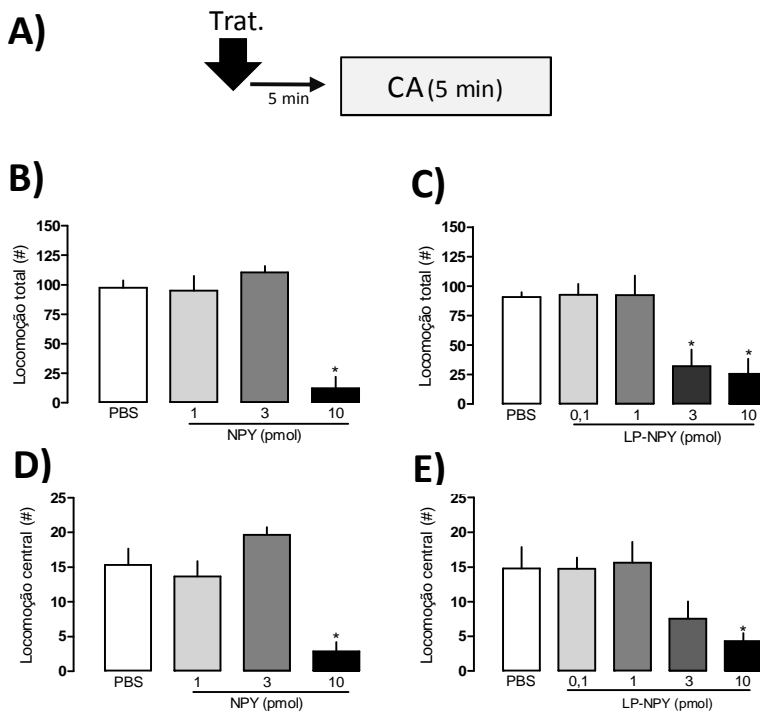 A)
Trat.
5 min
CA (5 min)
B)
Locomoção total (#)
150
125
100
75
50
25
0
*
PBS
1
3
10
NPY (pmol)
C)
Locomoção total (#)
150
125
100
75
50
25
0
*
*
PBS
0,1
1
3
10
LP-NPY (pmol)
D)
Locomoção central (#)
25
20
15
10
5
0
*
PBS
1
3
10
NPY (pmol)
E)
Locomoção central (#)
25
20
15
10
5
0
*
PBS
0,1
1
3
10
LP-NPY (pmol)